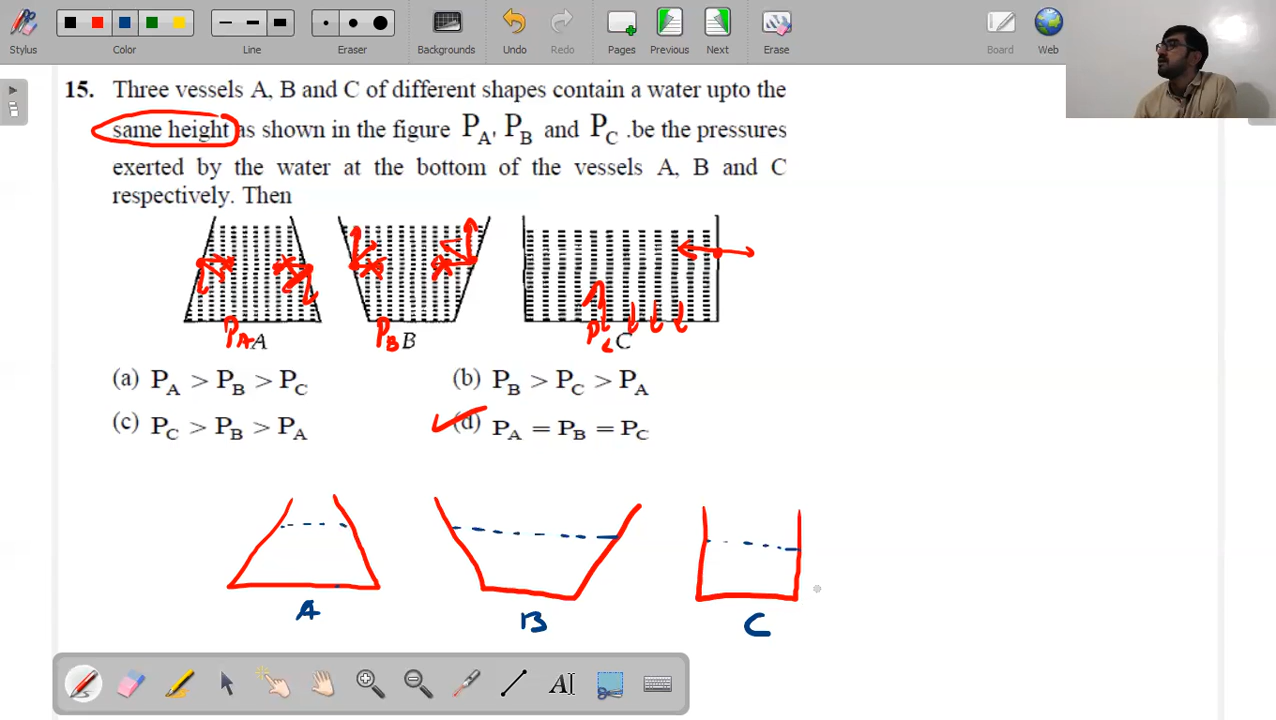 Stylus Color Line Eraser Backgrounds Undo Redo Pages Previous Next Erase Board Web
15. Three vessels A, B and C of different shapes contain a water upto the
same height as shown in the figure P_A, P_B and P_C .be the pressures
exerted by the water at the bottom of the vessels A, B and C
respectively. Then
P_A A P_B B P_C C
(a) P_A > P_B > P_C (b) P_B > P_C > P_A
(c) P_C > P_B > P_A (d) P_A = P_B = P_C
A B C